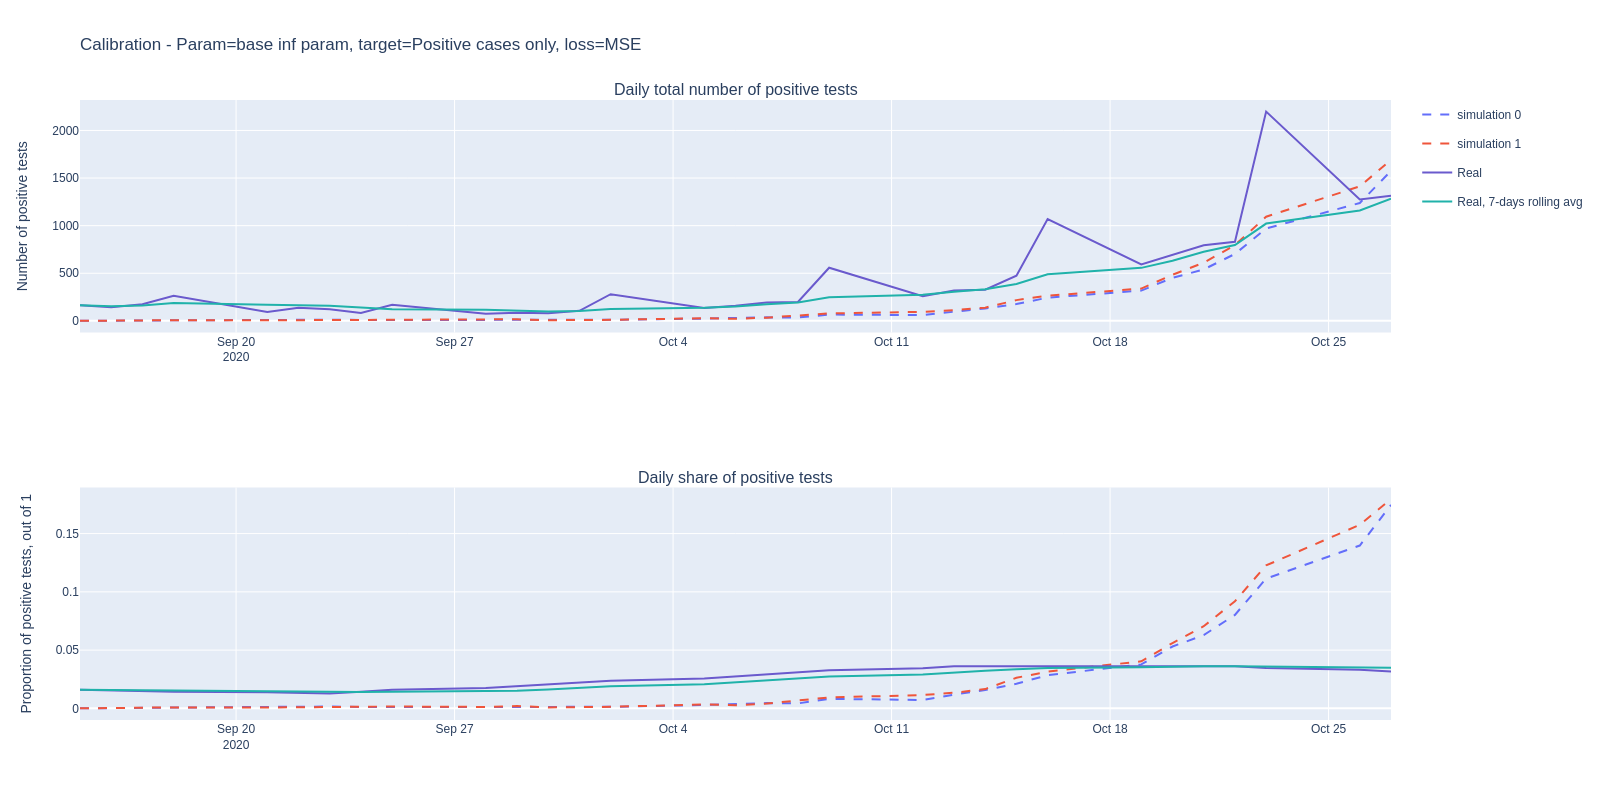 Calibration - Param=base inf param, target=Positive cases only, loss=MSE
Daily total number of positive tests
Number of positive tests
2000
1500
1000
500
0
Sep 20
2020
Sep 27
Oct 4
Oct 11
Oct 18
Oct 25
simulation 0
simulation 1
Real
Real, 7-days rolling avg
Daily share of positive tests
Proportion of positive tests, out of 1
0.15
0.1
0.05
0
Sep 20
2020
Sep 27
Oct 4
Oct 11
Oct 18
Oct 25